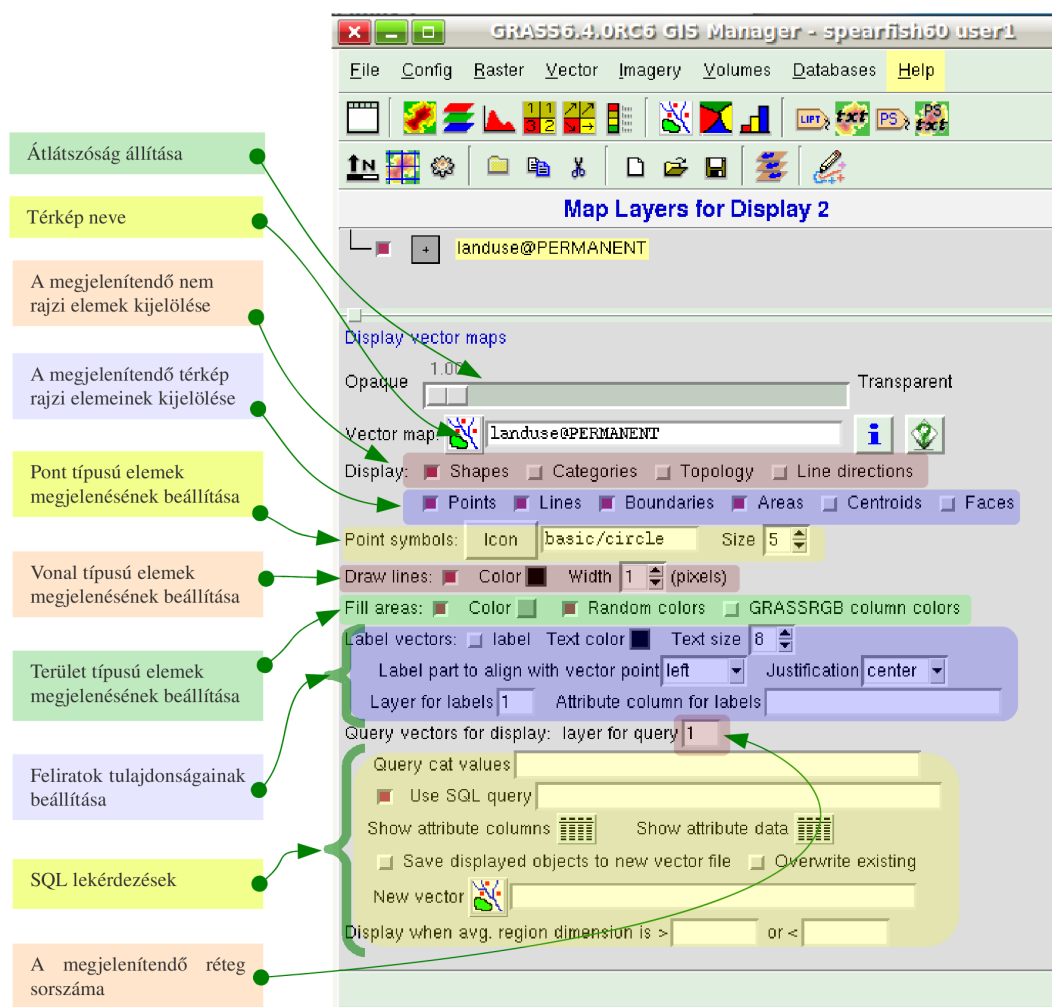 GRASS6.4.0RC6 GIS Manager - spearfish60 user1
File Config Raster Vector Imagery Volumes Databases Help
Map Layers for Display 2
landuse@PERMANENT
Display vector maps
1.00
Opaque Transparent
Vector map: landuse@PERMANENT
Display: Shapes Categories Topology Line directions
Points Lines Boundaries Areas Centroids Faces
Point symbols: Icon basic/circle Size 5
Draw lines: Color Width 1 (pixels)
Fill areas: Color Random colors GRASSRGB column colors
Label vectors: label Text color Text size 8
Label part to align with vector point left Justification center
Layer for labels 1 Attribute column for labels
Query vectors for display: layer for query 1
Query cat values
Use SQL query
Show attribute columns Show attribute data
Save displayed objects to new vector file Overwrite existing
New vector
Display when avg. region dimension is > or <
Átlátszóság állítása
Térkép neve
A megjelenítendő nem
rajzi elemek kijelölése
A megjelenítendő térkép
rajzi elemeinek kijelölése
Pont típusú elemek
megjelenésének beállítása
Vonal típusú elemek
megjelenésének beállítása
Terület típusú elemek
megjelenésének beállítása
Feliratok tulajdonságainak
beállítása
SQL lekérdezések
A megjelenítendő réteg
sorszáma